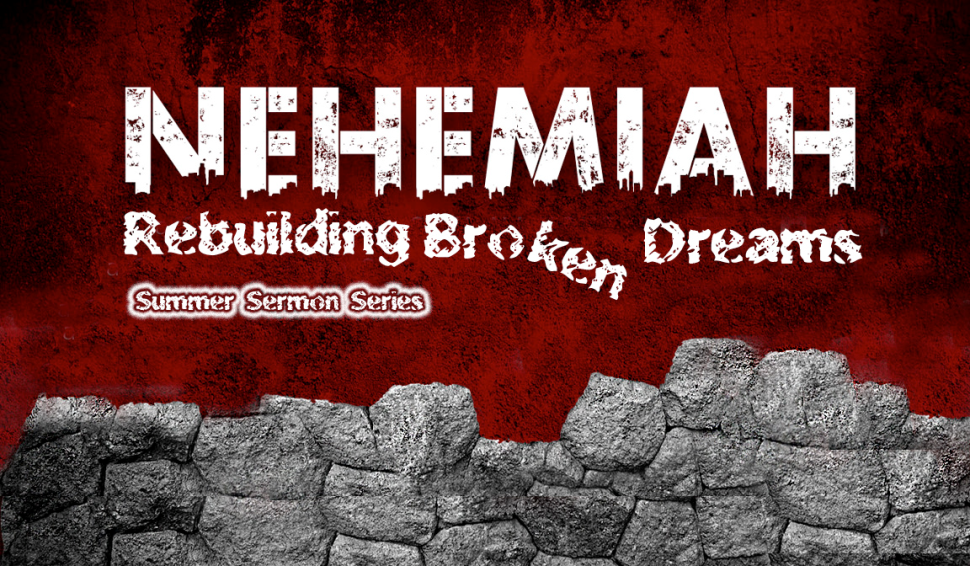 NEHEMIAH
Rebuilding Broken Dreams
Summer Sermon Series